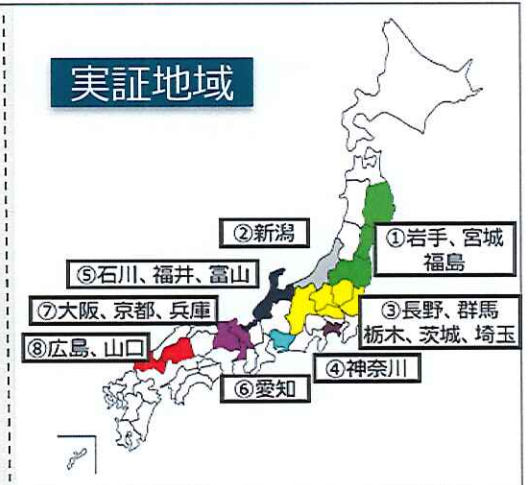 実証地域
②新潟
①岩手、宮城
福島
⑤石川、福井、富山
⑦大阪、京都、兵庫
③長野、群馬
栃木、茨城、埼玉
⑧広島、山口
④神奈川
⑥愛知